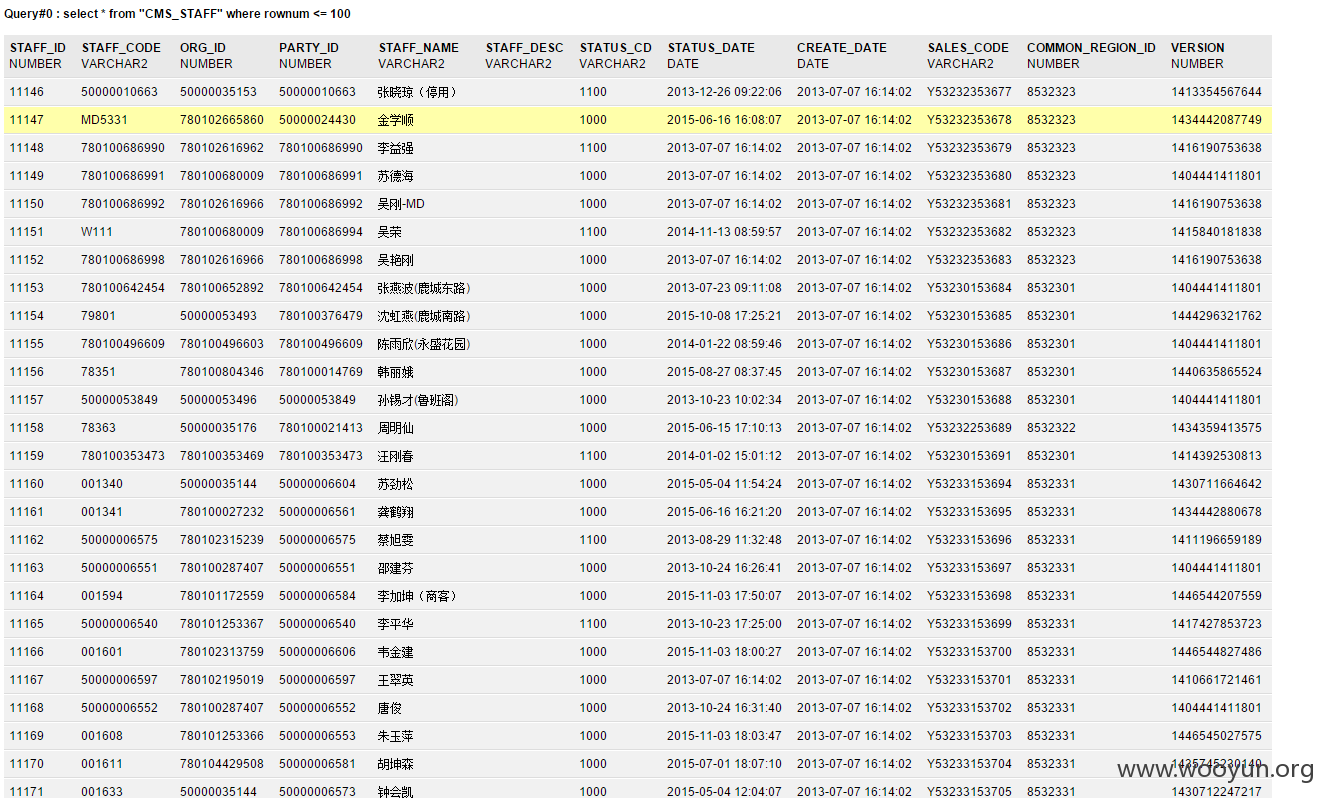 Query#0 : select * from "CMS_STAFF" where rownum <= 100
STAFF_ID STAFF_CODE ORG_ID PARTY_ID STAFF_NAME STAFF_DESC STATUS_CD STATUS_DATE CREATE_DATE SALES_CODE COMMON_REGION_ID VERSION
NUMBER VARCHAR2 NUMBER NUMBER VARCHAR2 VARCHAR2 VARCHAR2 DATE DATE VARCHAR2 NUMBER NUMBER
11146 50000010663 50000035153 50000010663 张晓琼（停用） 1100 2013-12-26 09:22:06 2013-07-07 16:14:02 Y53232353677 8532323 1413354567644
11147 MD5331 780102665860 50000024430 金学顺 1000 2015-06-16 16:08:07 2013-07-07 16:14:02 Y53232353678 8532323 1434442087749
11148 780100686990 780102616962 780100686990 李益强 1100 2013-07-07 16:14:02 2013-07-07 16:14:02 Y53232353679 8532323 1416190753638
11149 780100686991 780100680009 780100686991 苏德海 1000 2013-07-07 16:14:02 2013-07-07 16:14:02 Y53232353680 8532323 1404441411801
11150 780100686992 780102616966 780100686992 吴刚-MD 1000 2013-07-07 16:14:02 2013-07-07 16:14:02 Y53232353681 8532323 1416190753638
11151 W111 780100680009 780100686994 吴荣 1100 2014-11-13 08:59:57 2013-07-07 16:14:02 Y53232353682 8532323 1415840181838
11152 780100686998 780102616966 780100686998 吴艳刚 1000 2013-07-07 16:14:02 2013-07-07 16:14:02 Y53232353683 8532323 1416190753638
11153 780100642454 780100652892 780100642454 张燕波(鹿城东路) 1000 2013-07-23 09:11:08 2013-07-07 16:14:02 Y53230153684 8532301 1404441411801
11154 79801 50000053493 780100376479 沈虹燕(鹿城南路) 1000 2015-10-08 17:25:21 2013-07-07 16:14:02 Y53230153685 8532301 1444296321762
11155 780100496609 780100496603 780100496609 陈雨欣(永盛花园) 1000 2014-01-22 08:59:46 2013-07-07 16:14:02 Y53230153686 8532301 1404441411801
11156 78351 780100804346 780100014769 韩丽娥 1000 2015-08-27 08:37:45 2013-07-07 16:14:02 Y53230153687 8532301 1440635865524
11157 50000053849 50000053496 50000053849 孙锡才(鲁班阁) 1000 2013-10-23 10:02:34 2013-07-07 16:14:02 Y53230153688 8532301 1404441411801
11158 78363 50000035176 780100021413 周明仙 1000 2015-06-15 17:10:13 2013-07-07 16:14:02 Y53232253689 8532322 1434359413575
11159 780100353473 780100353469 780100353473 汪刚春 1100 2014-01-02 15:01:12 2013-07-07 16:14:02 Y53230153691 8532301 1414392530813
11160 001340 50000035144 50000006604 苏劲松 1000 2015-05-04 11:54:24 2013-07-07 16:14:02 Y53233153694 8532331 1430711664642
11161 001341 780100027232 50000006561 龚鹤翔 1000 2015-06-16 16:21:20 2013-07-07 16:14:02 Y53233153695 8532331 1434442880678
11162 50000006575 780102315239 50000006575 蔡旭雯 1100 2013-08-29 11:32:48 2013-07-07 16:14:02 Y53233153696 8532331 1411196659189
11163 50000006551 780100287407 50000006551 邵建芬 1000 2013-10-24 16:26:41 2013-07-07 16:14:02 Y53233153697 8532331 1404441411801
11164 001594 780101172559 50000006584 李加坤（商客） 1000 2015-11-03 17:50:07 2013-07-07 16:14:02 Y53233153698 8532331 1446544207559
11165 50000006540 780101253367 50000006540 李平华 1100 2013-10-23 17:25:00 2013-07-07 16:14:02 Y53233153699 8532331 1417427853723
11166 001601 780102313759 50000006606 韦金建 1000 2015-11-03 18:00:27 2013-07-07 16:14:02 Y53233153700 8532331 1446544827486
11167 50000006597 780102195019 50000006597 王翠英 1000 2013-07-07 16:14:02 2013-07-07 16:14:02 Y53233153701 8532331 1410661721461
11168 50000006552 780100287407 50000006552 唐俊 1000 2013-10-24 16:31:40 2013-07-07 16:14:02 Y53233153702 8532331 1404441411801
11169 001608 780101253366 50000006553 朱玉萍 1000 2015-11-03 18:03:47 2013-07-07 16:14:02 Y53233153703 8532331 1446545027575
11170 001611 780104429508 50000006581 胡坤森 1000 2015-07-01 18:07:10 2013-07-07 16:14:02 Y53233153704 8532331 1435745230140
www.wooyun.org
11171 001633 50000035144 50000006573 钟会凯 1000 2015-05-04 12:04:07 2013-07-07 16:14:02 Y53233153705 8532331 1430712247217